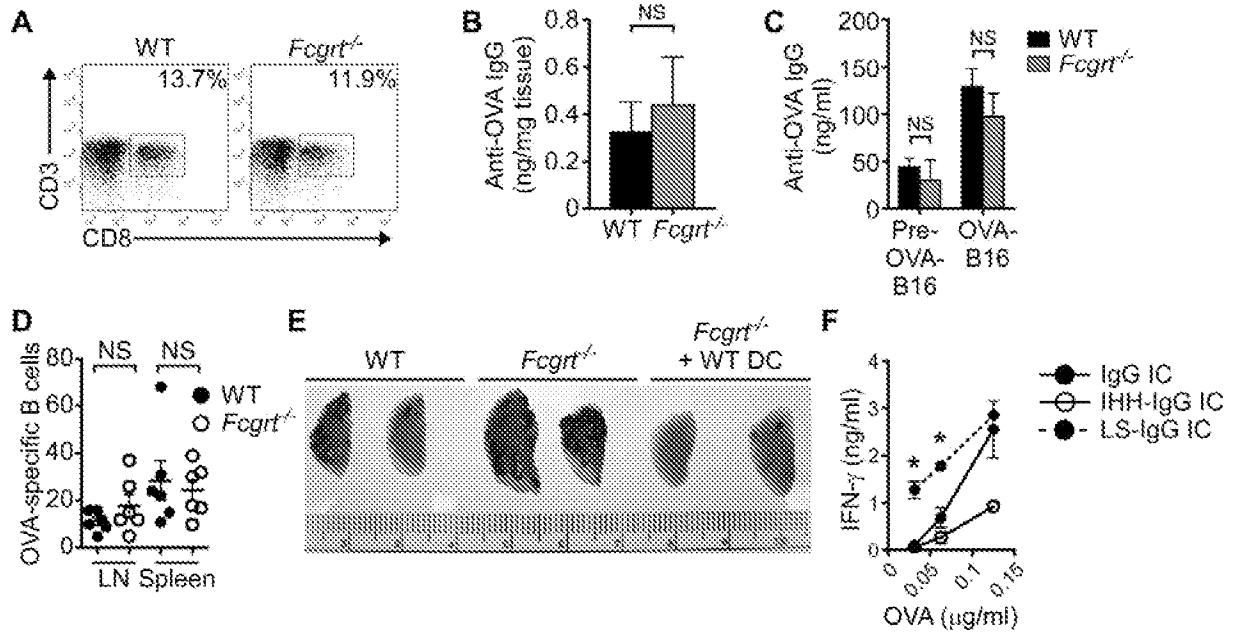 A
WT
Fcgrt-/-
13.7%
11.9%
CD3
CD8
B
NS
Anti-OVA IgG
(ng/mg tissue)
0.8
0.6
0.4
0.2
0
WT
Fcgrt-/-
C
Anti-OVA IgG
(ng/ml)
200
150
100
50
0
NS
NS
WT
Fcgrt-/-
Pre-
OVA-
B16
OVA-
B16
D
OVA-specific B cells
80
60
40
20
0
NS
NS
WT
Fcgrt-/-
LN
Spleen
E
WT
Fcgrt-/-
Fcgrt-/-
+ WT DC
F
IFN-γ (ng/ml)
4
3
2
1
0
*
*
0
0.05
0.1
0.15
OVA (μg/ml)
IgG IC
IHH-IgG IC
LS-IgG IC